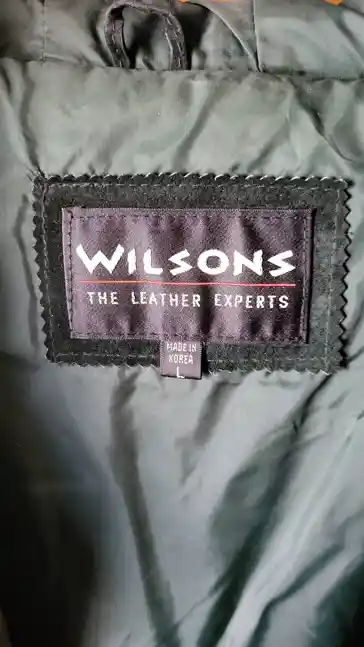 WILSONS
THE LEATHER EXPERTS
MADE IN
KOREA
L